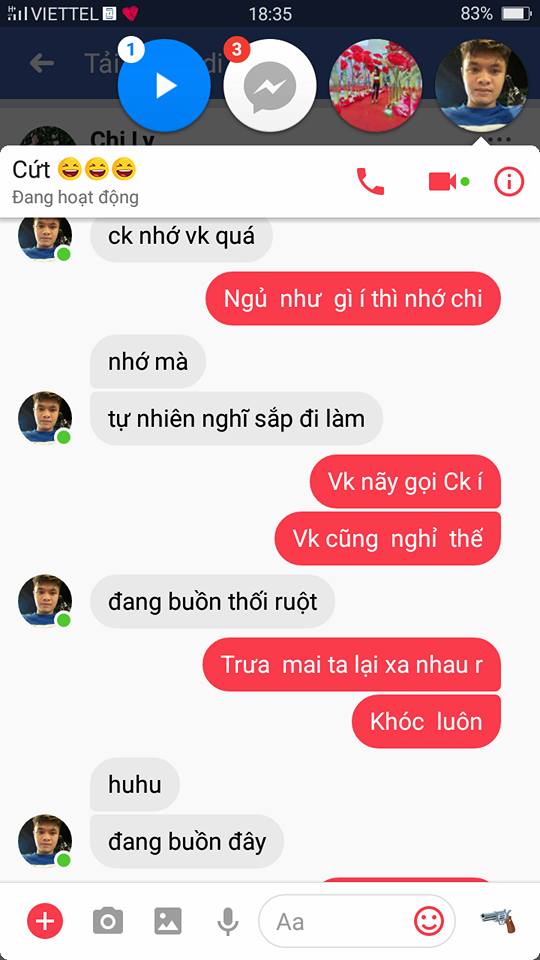 VIETTEL
18:35
83%
1
3
Chi Ly
Cứt 😄😄😄
Đang hoạt động
ck nhớ vk quá
Ngủ như gì í thì nhớ chi
nhớ mà
tự nhiên nghĩ sắp đi làm
Vk nãy gọi Ck í
Vk cũng nghỉ thế
đang buồn thối ruột
Trưa mai ta lại xa nhau r
Khóc luôn
huhu
đang buồn đây
Aa